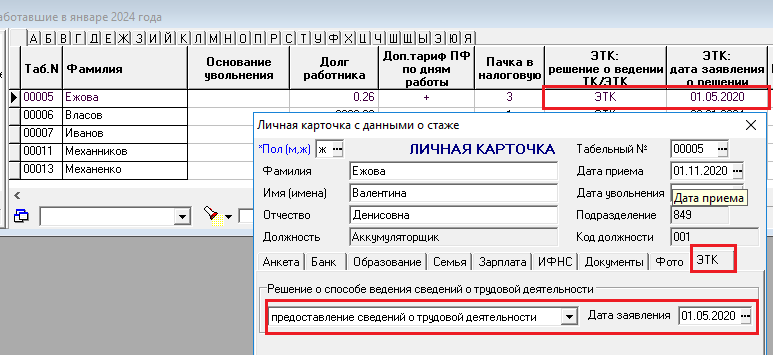 аботавшие в январе 2024 года
А Б В Г Д Е Ж З И Й К Л М Н О П Р С Т У Ф Х Ц Ч Ш Щ Ы Э Ю Я
Таб.N Фамилия Основание увольнения Долг работника Доп.тариф ПФ по дням работы Пачка в налоговую ЭТК: решение о ведении ТК/ЭТК ЭТК: дата заявления о решении
00005 Ежова 0.26 + 3 ЭТК 01.05.2020
00006 Власов
00007 Иванов
00011 Механников
00013 Механенко
Личная карточка с данными о стаже
*Пол (м,ж) ж ... ЛИЧНАЯ КАРТОЧКА Табельный № 00005 ...
Фамилия Ежова Дата приема 01.11.2020 ...
Имя (имена) Валентина Дата увольнения
Дата приема
Отчество Денисовна Подразделение 849
Должность Аккумуляторщик Код должности 001
Анкета Банк Образование Семья Зарплата ИФНС Документы Фото ЭТК
Решение о способе ведения сведений о трудовой деятельности
предоставление сведений о трудовой деятельности Дата заявления 01.05.2020 ...